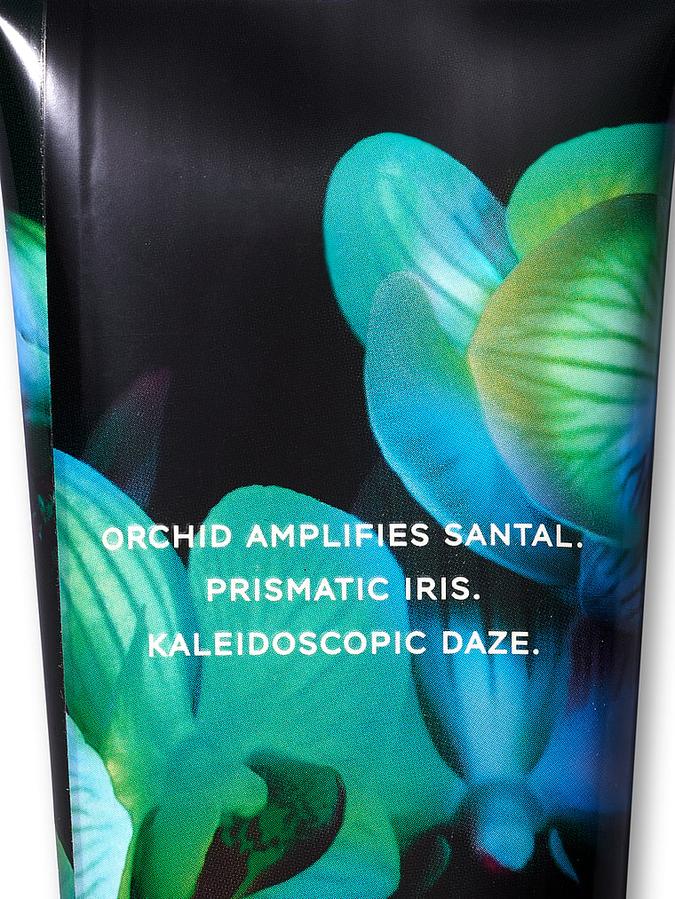 ORCHID AMPLIFIES SANTAL.
PRISMATIC IRIS.
KALEIDOSCOPIC DAZE.